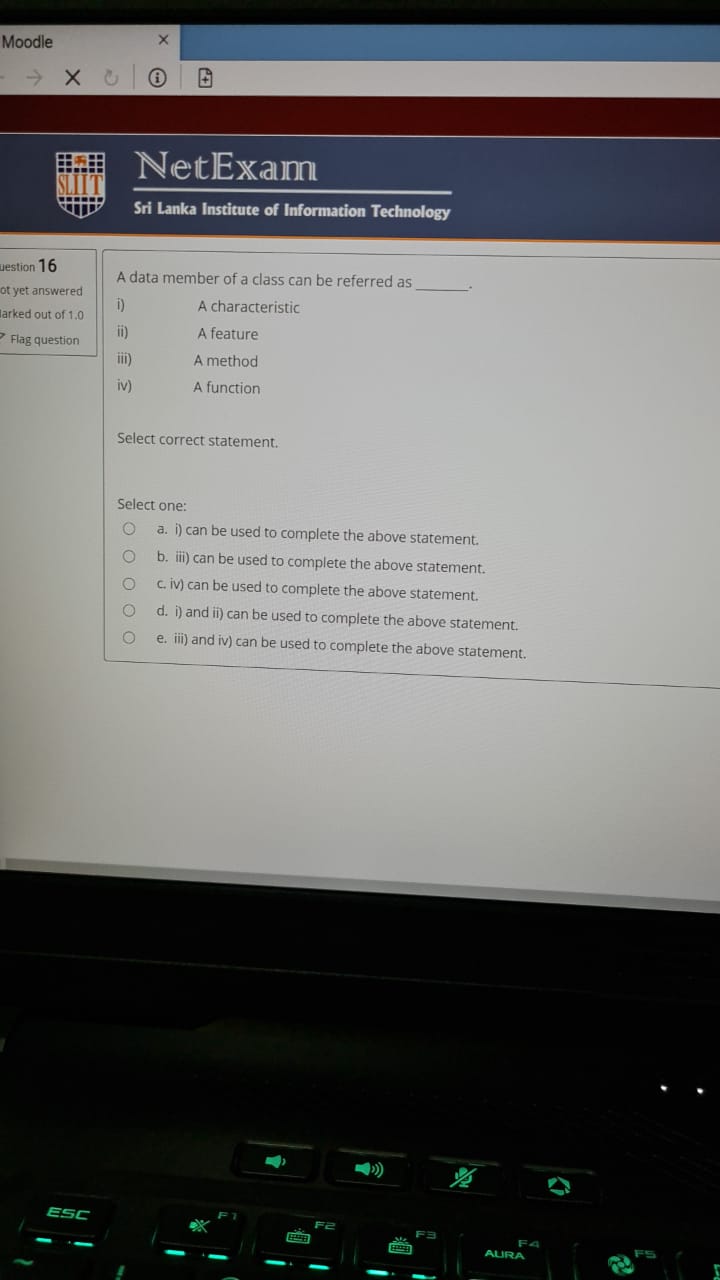 Moodle
NetExam
SLIIT
Sri Lanka Institute of Information Technology
uestion 16
ot yet answered
arked out of 1.0
Flag question
A data member of a class can be referred as ________.
i) A characteristic
ii) A feature
iii) A method
iv) A function
Select correct statement.
Select one:
a. i) can be used to complete the above statement.
b. iii) can be used to complete the above statement.
c. iv) can be used to complete the above statement.
d. i) and ii) can be used to complete the above statement.
e. iii) and iv) can be used to complete the above statement.
ESC
F1
F2
F3
F4
AURA
F5